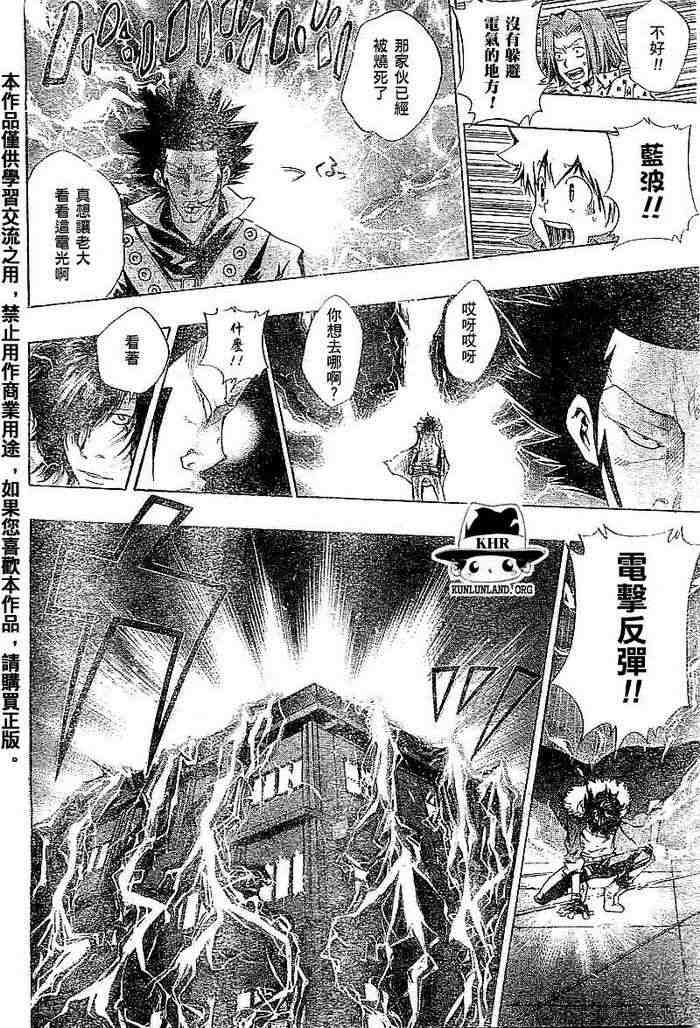 不好!!
沒有躲避
電氣的地方!
藍波!!
那家伙已經
被燒死了
つふっ
真想讓老大
看看這電光啊
哎呀哎呀
你想去哪啊?
什麼!!
看著
電擊反彈!!
KHR
KUNLUNLAND.ORG
本作品僅供學習交流之用，禁止用作商業用途，如果您喜歡本作品，請購買正版。